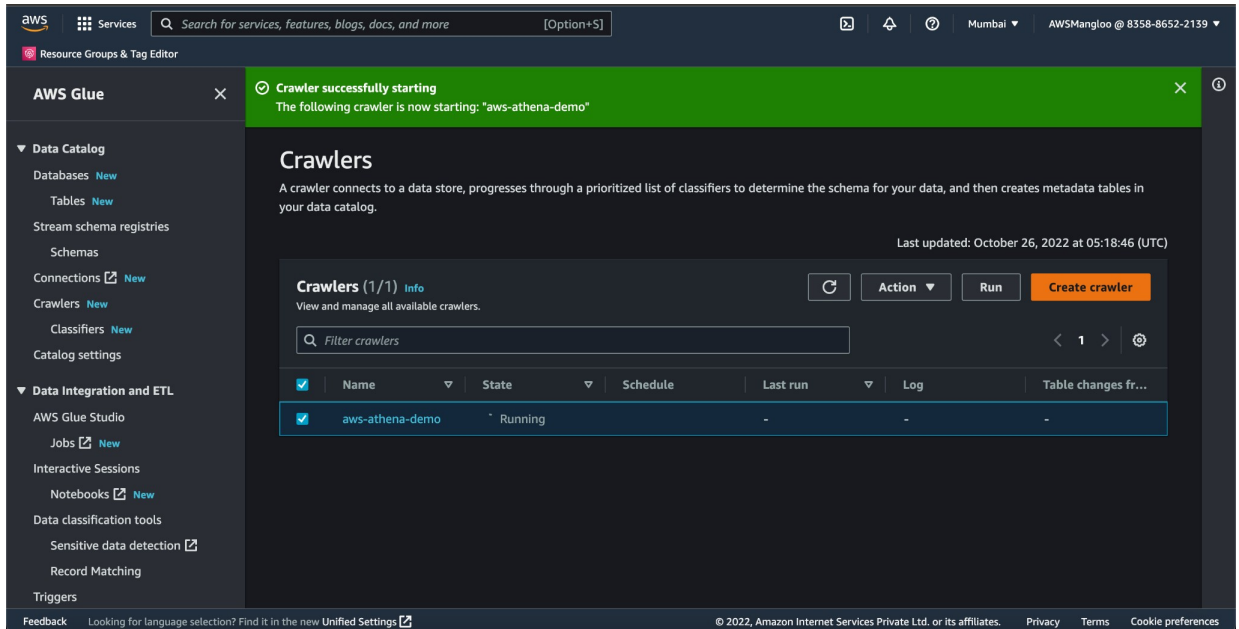 aws
Services
Search for services, features, blogs, docs, and more
[Option+S]
Mumbai
AWSMangloo @ 8358-8652-2139
Resource Groups & Tag Editor
AWS Glue
Data Catalog
Databases New
Tables New
Stream schema registries
Schemas
Connections New
Crawlers New
Classifiers New
Catalog settings
Data Integration and ETL
AWS Glue Studio
Jobs New
Interactive Sessions
Notebooks New
Data classification tools
Sensitive data detection
Record Matching
Triggers
Crawler successfully starting
The following crawler is now starting: "aws-athena-demo"
Crawlers
A crawler connects to a data store, progresses through a prioritized list of classifiers to determine the schema for your data, and then creates metadata tables in
your data catalog.
Last updated: October 26, 2022 at 05:18:46 (UTC)
Crawlers (1/1) Info
View and manage all available crawlers.
Action
Run
Create crawler
Filter crawlers
1
Name State Schedule Last run Log Table changes fr...
aws-athena-demo Running - - -
Feedback Looking for language selection? Find it in the new Unified Settings
© 2022, Amazon Internet Services Private Ltd. or its affiliates. Privacy Terms Cookie preferences